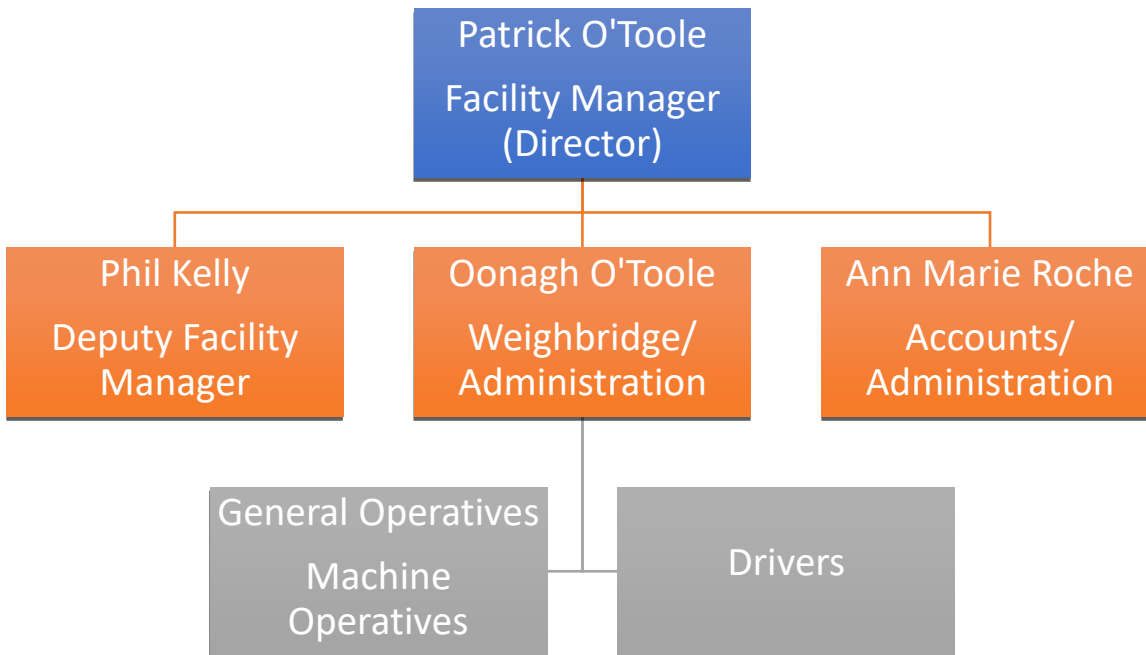 Patrick O'Toole
Facility Manager
(Director)
Phil Kelly
Deputy Facility
Manager
Oonagh O'Toole
Weighbridge/
Administration
Ann Marie Roche
Accounts/
Administration
General Operatives
Machine
Operatives
Drivers